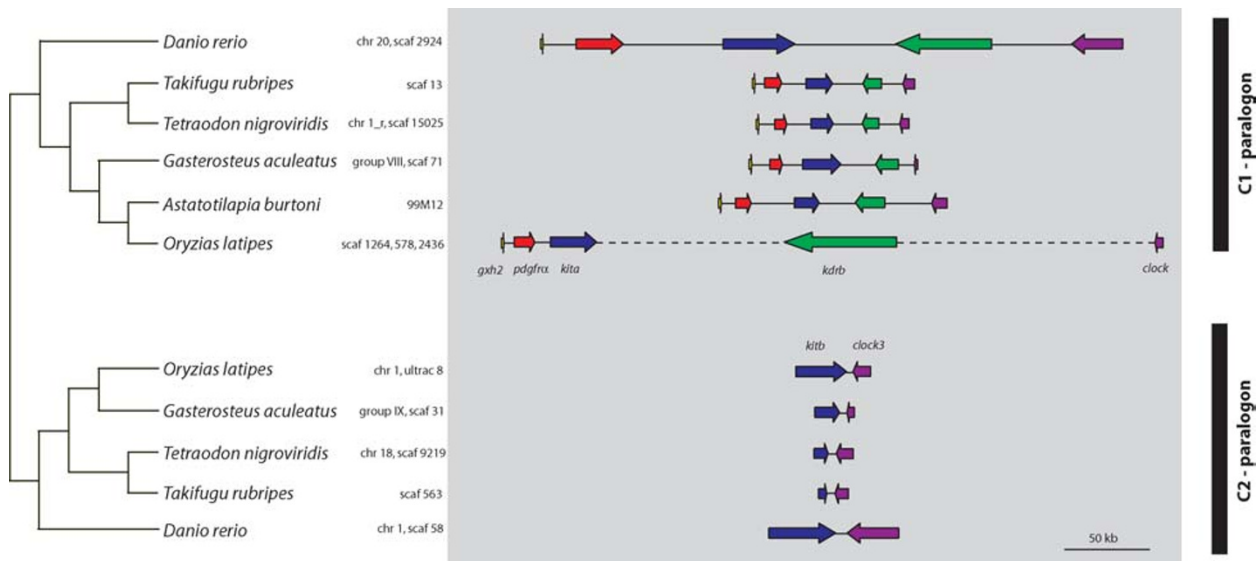 Danio rerio chr 20, scaf 2924
Takifugu rubripes scaf 13
Tetraodon nigroviridis chr 1_r, scaf 15025
Gasterosteus aculeatus group VIII, scaf 71
Astatotilapia burtoni 99M12
Oryzias latipes scaf 1264, 578, 2436
gxh2 pdgfrα kita kdrb clock
C1 - paralogon
kitb clock3
Oryzias latipes chr 1, ultrac 8
Gasterosteus aculeatus group IX, scaf 31
Tetraodon nigroviridis chr 18, scaf 9219
Takifugu rubripes scaf 563
Danio rerio chr 1, scaf 58
50 kb
C2 - paralogon